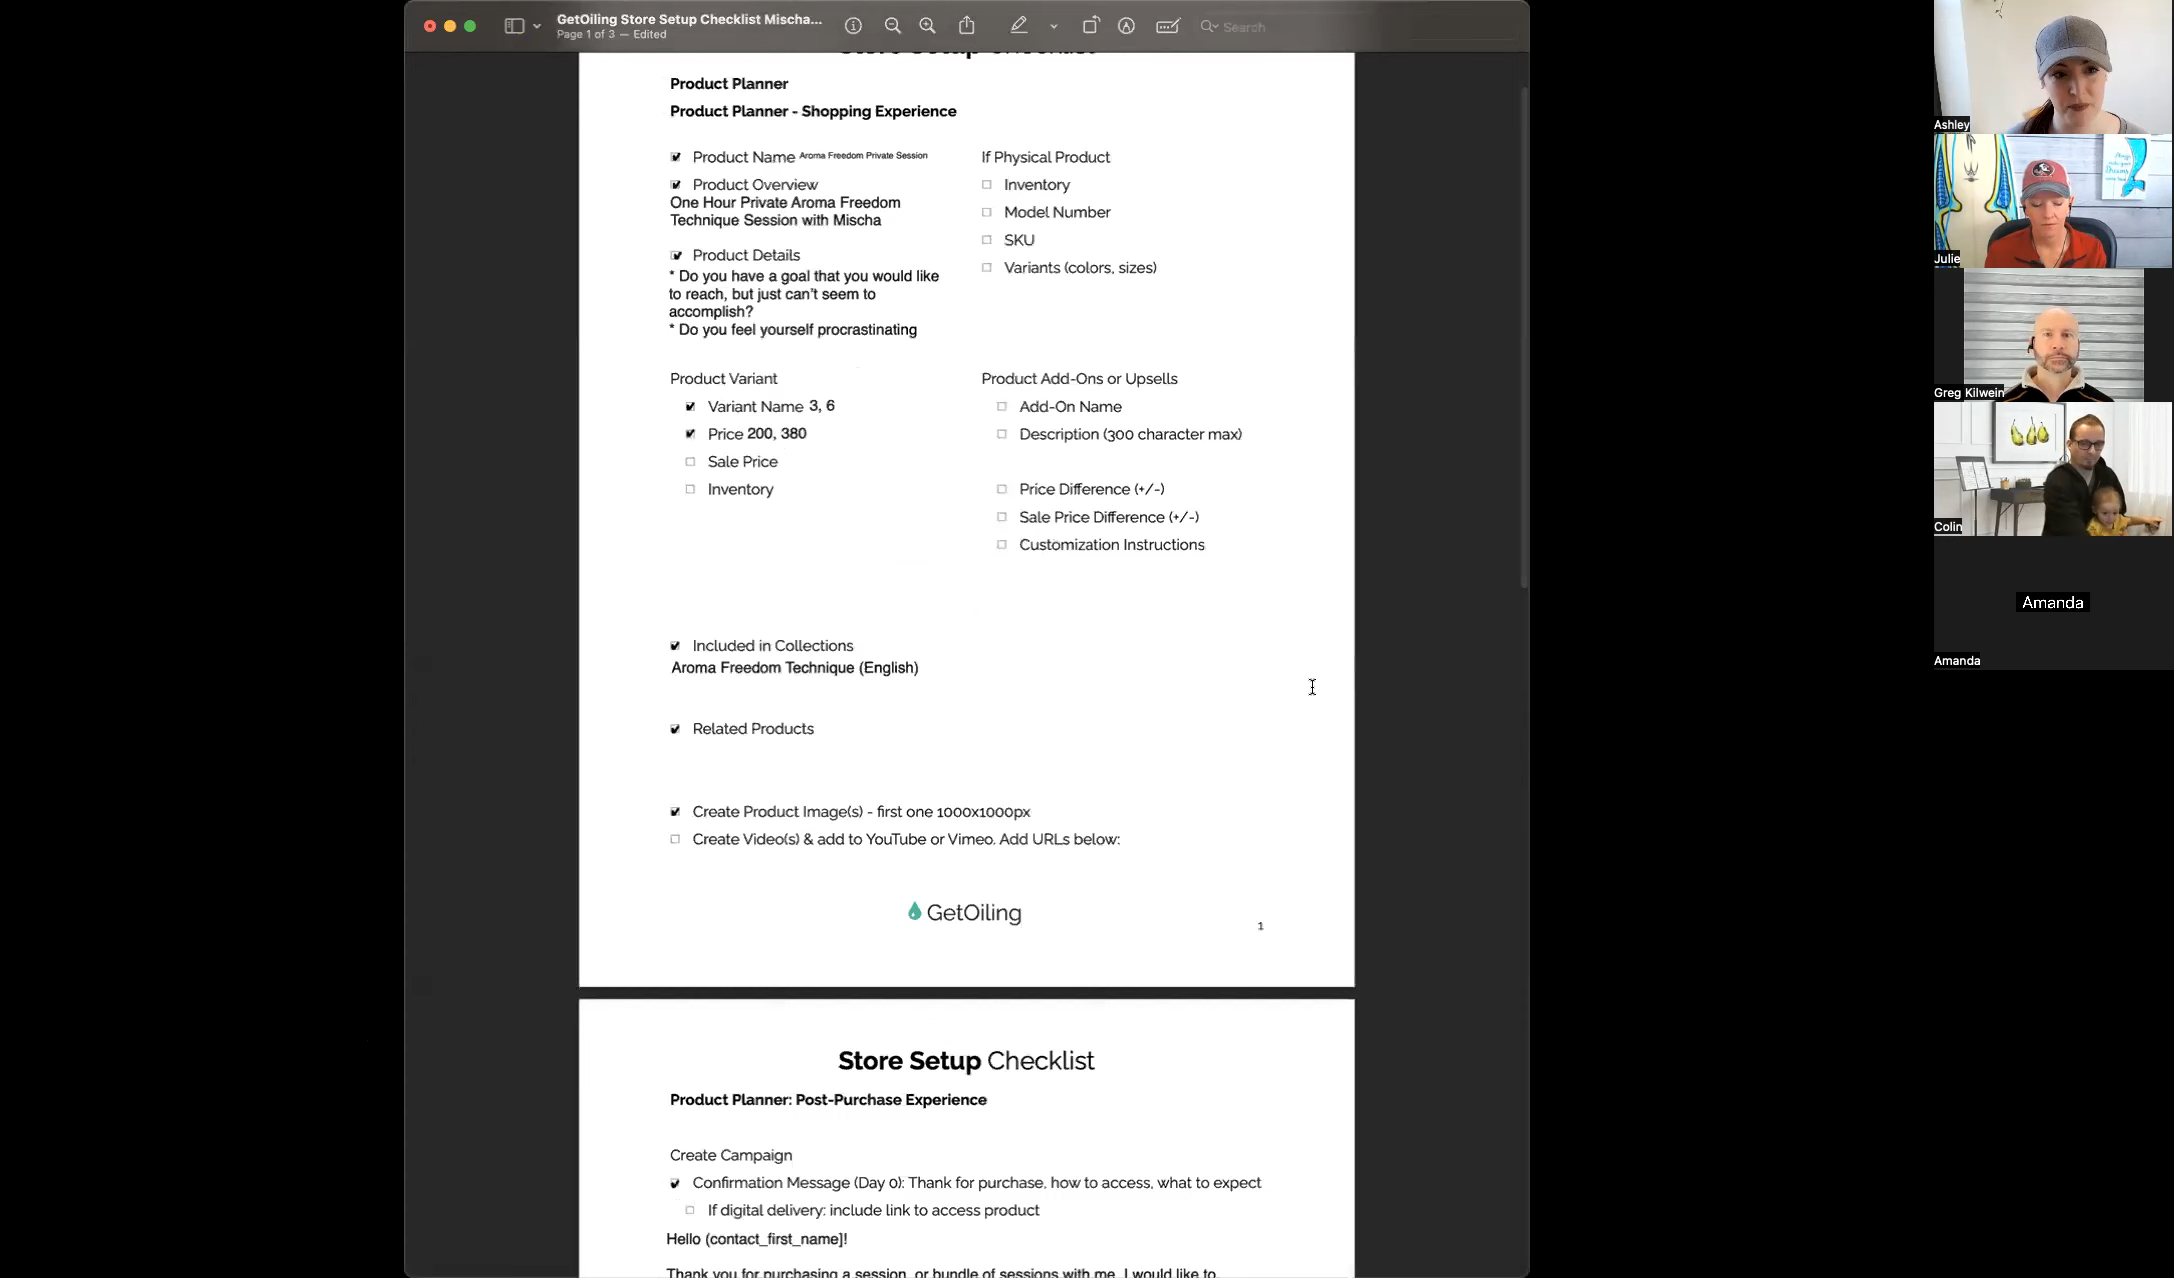 GetOiling Store Setup Checklist Mischa...
Page 1 of 3 — Edited
Search
Store Setup Checklist
Product Planner
Product Planner - Shopping Experience
Product Name Aroma Freedom Private Session
Product Overview
One Hour Private Aroma Freedom
Technique Session with Mischa
Product Details
* Do you have a goal that you would like
to reach, but just can't seem to
accomplish?
* Do you feel yourself procrastinating
If Physical Product
Inventory
Model Number
SKU
Variants (colors, sizes)
Product Variant
Variant Name 3, 6
Price 200, 380
Sale Price
Inventory
Product Add-Ons or Upsells
Add-On Name
Description (300 character max)
Price Difference (+/-)
Sale Price Difference (+/-)
Customization Instructions
Included in Collections
Aroma Freedom Technique (English)
Related Products
Create Product Image(s) - first one 1000x1000px
Create Video(s) & add to YouTube or Vimeo. Add URLs below:
GetOiling
1
Store Setup Checklist
Product Planner: Post-Purchase Experience
Create Campaign
Confirmation Message (Day 0): Thank for purchase, how to access, what to expect
If digital delivery: include link to access product
Hello (contact_first_name]!
Thank you for purchasing a session, or bundle of sessions with me. I would like to
Ashley
Julie
Greg Kilwein
Colin
Amanda
Amanda